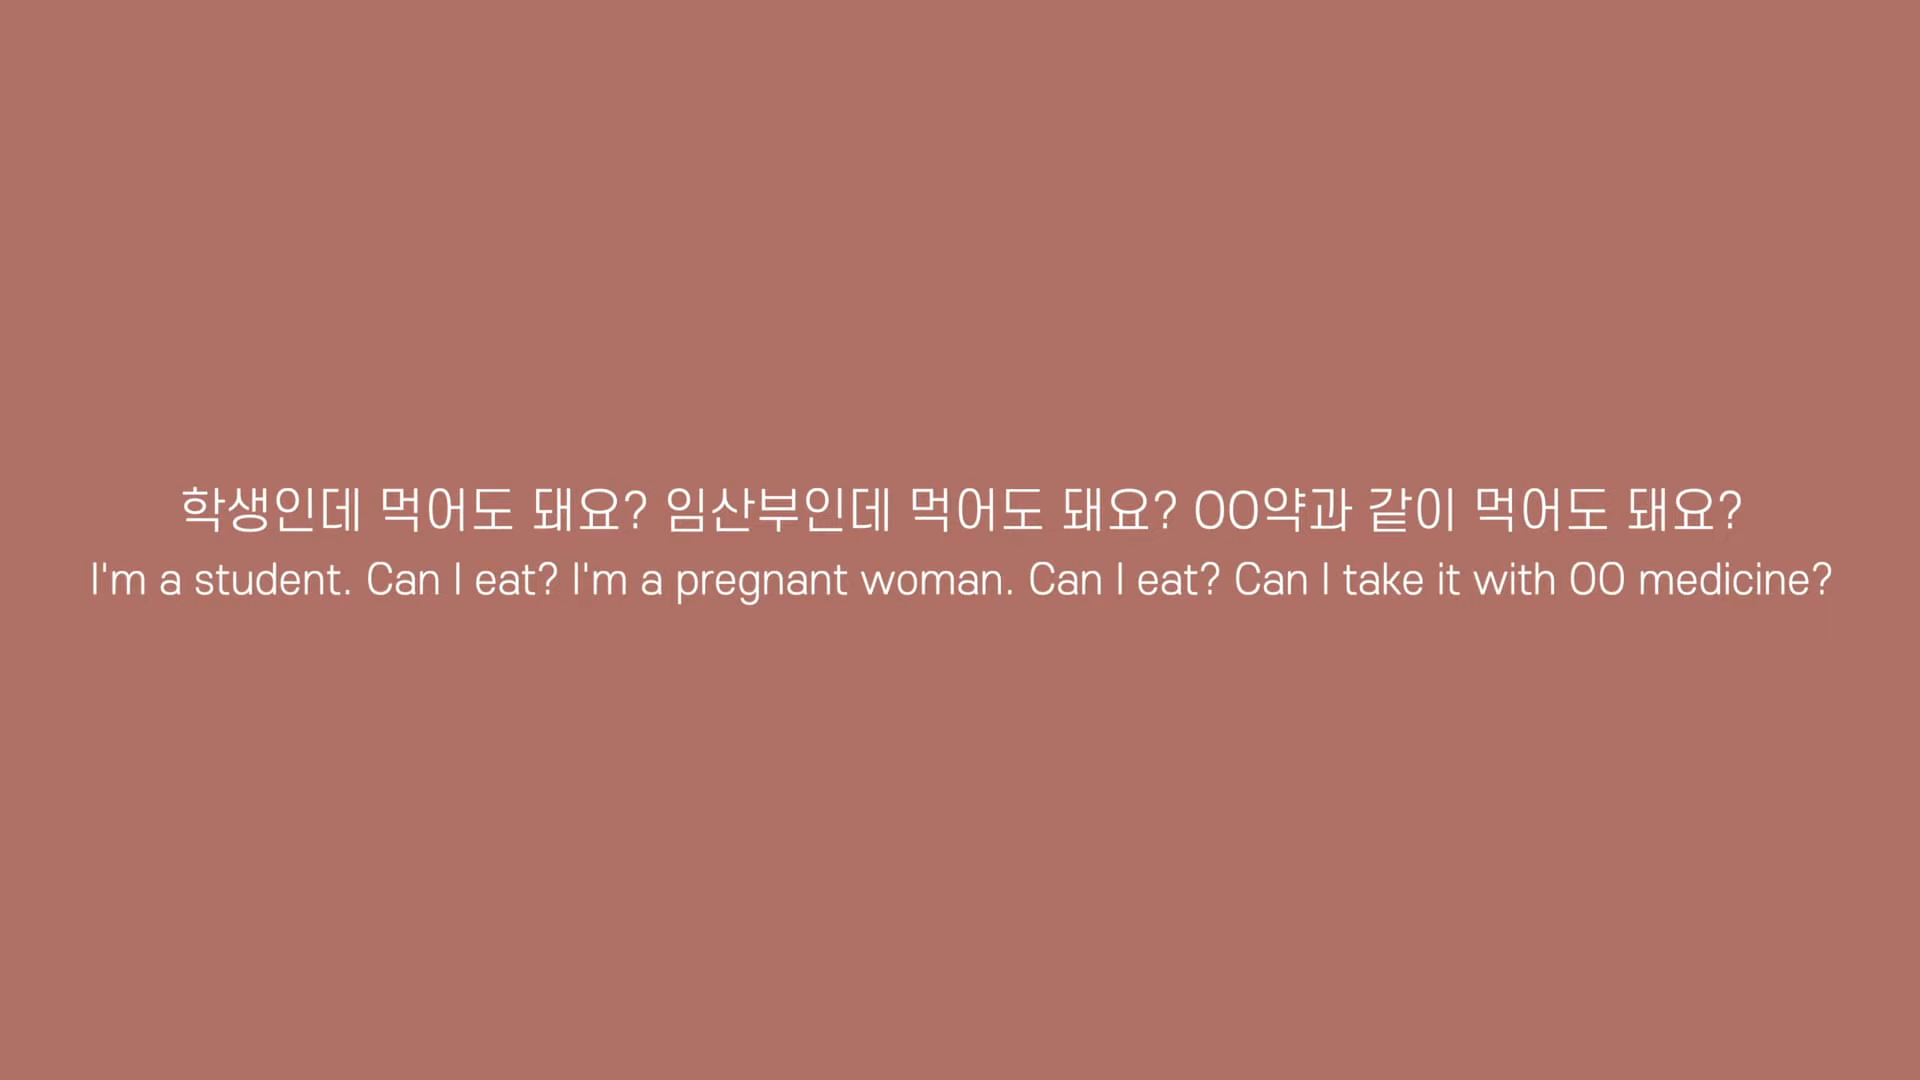 학생인데 먹어도 돼요? 임산부인데 먹어도 돼요? OO약과 같이 먹어도 돼요?
I'm a student. Can I eat? I'm a pregnant woman. Can I eat? Can I take it with OO medicine?